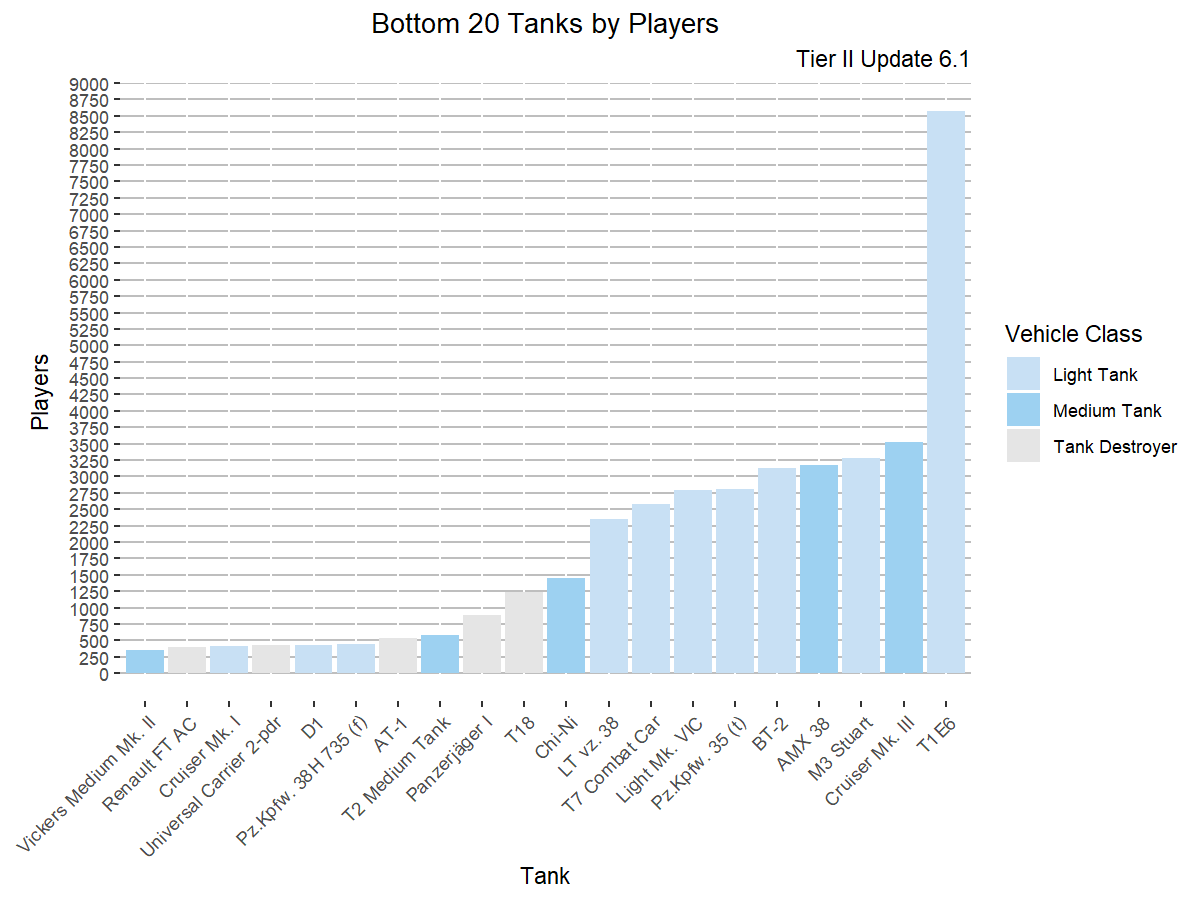 Bottom 20 Tanks by Players
Tier II Update 6.1
9000
8750
8500
8250
8000
7750
7500
7250
7000
6750
6500
6250
6000
5750
5500
5250
5000
4750
4500
4250
4000
3750
3500
3250
3000
2750
2500
2250
2000
1750
1500
1250
1000
750
500
250
0
Players
Vickers Medium Mk. II
Renault FT AC
Cruiser Mk. I
Universal Carrier 2-pdr
D1
Pz.Kpfw. 38 H 735 (f)
AT-1
T2 Medium Tank
Panzerjäger I
T18
Chi-Ni
LT vz. 38
T7 Combat Car
Light Mk. VIC
Pz.Kpfw. 35 (t)
BT-2
AMX 38
M3 Stuart
Cruiser Mk. III
T1E6
Tank
Vehicle Class
Light Tank
Medium Tank
Tank Destroyer